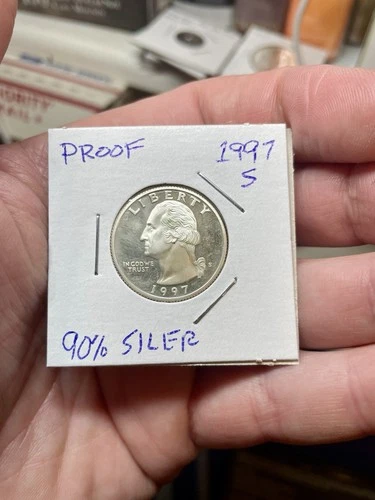 PROOF 1997
S
LIBERTY
IN GOD WE
TRUST
S
1997
90% SILER